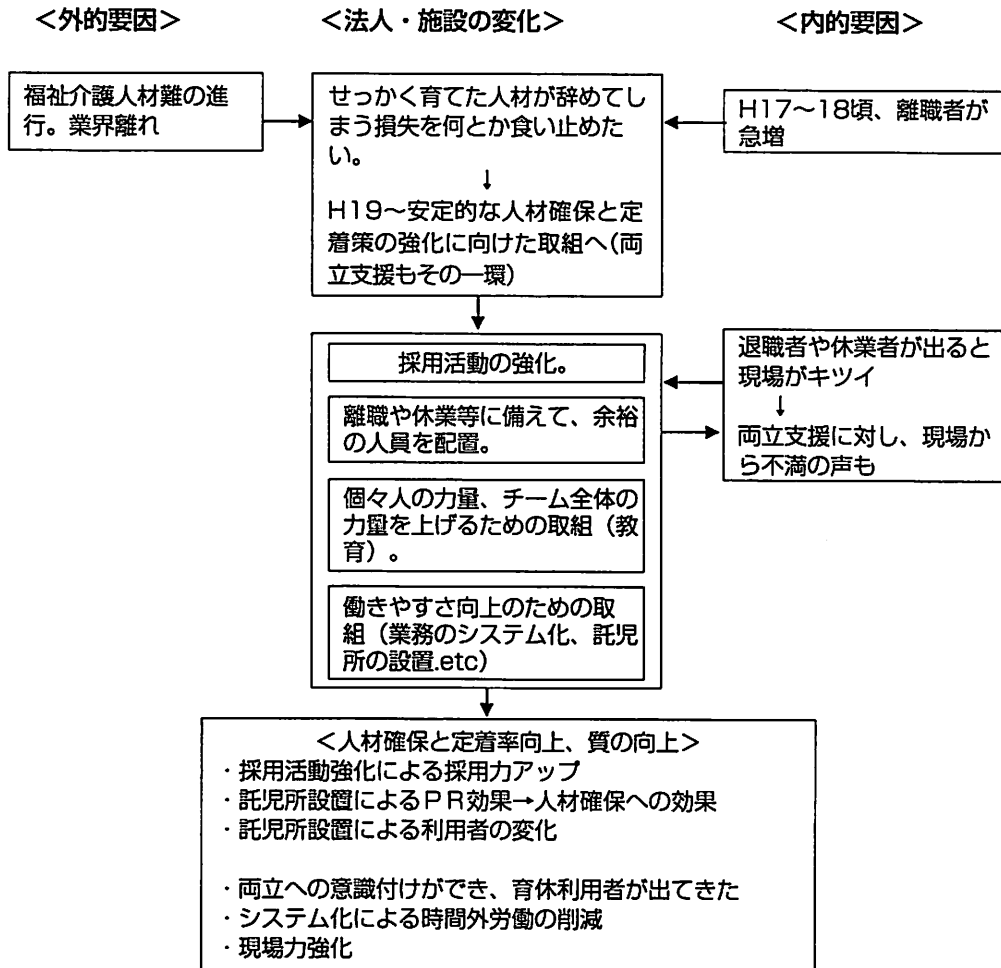 ＜外的要因＞
＜法人・施設の変化＞
＜内的要因＞
福祉介護人材難の進
行。業界離れ
せっかく育てた人材が辞めてし
まう損失を何とか食い止めた
い。
↓
H19～安定的な人材確保と定
着策の強化に向けた取組へ(両
立支援もその一環)
H17～18頃、離職者が
急増
採用活動の強化。
離職や休業等に備えて、余裕
の人員を配置。
個々人の力量、チーム全体の
力量を上げるための取組（教
育）。
働きやすさ向上のための取
組（業務のシステム化、託児
所の設置.etc）
退職者や休業者が出ると
現場がキツイ
↓
両立支援に対し、現場か
ら不満の声も
＜人材確保と定着率向上、質の向上＞
・採用活動強化による採用力アップ
・託児所設置によるＰＲ効果→人材確保への効果
・託児所設置による利用者の変化
・両立への意識付けができ、育休利用者が出てきた
・システム化による時間外労働の削減
・現場力強化